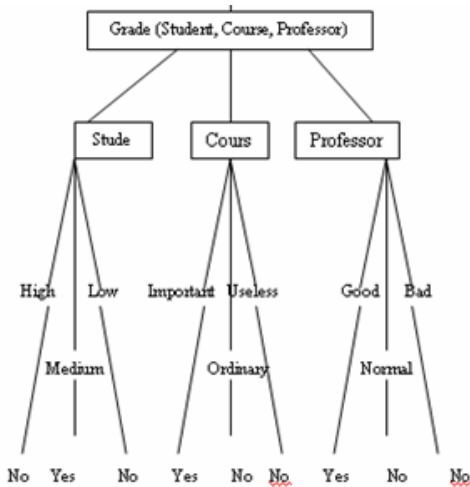 Grade (Student, Course, Professor)
Stude Cours Professor
High Low Important Useless Good Bad
Medium Ordinary Normal
No Yes No Yes No No Yes No No